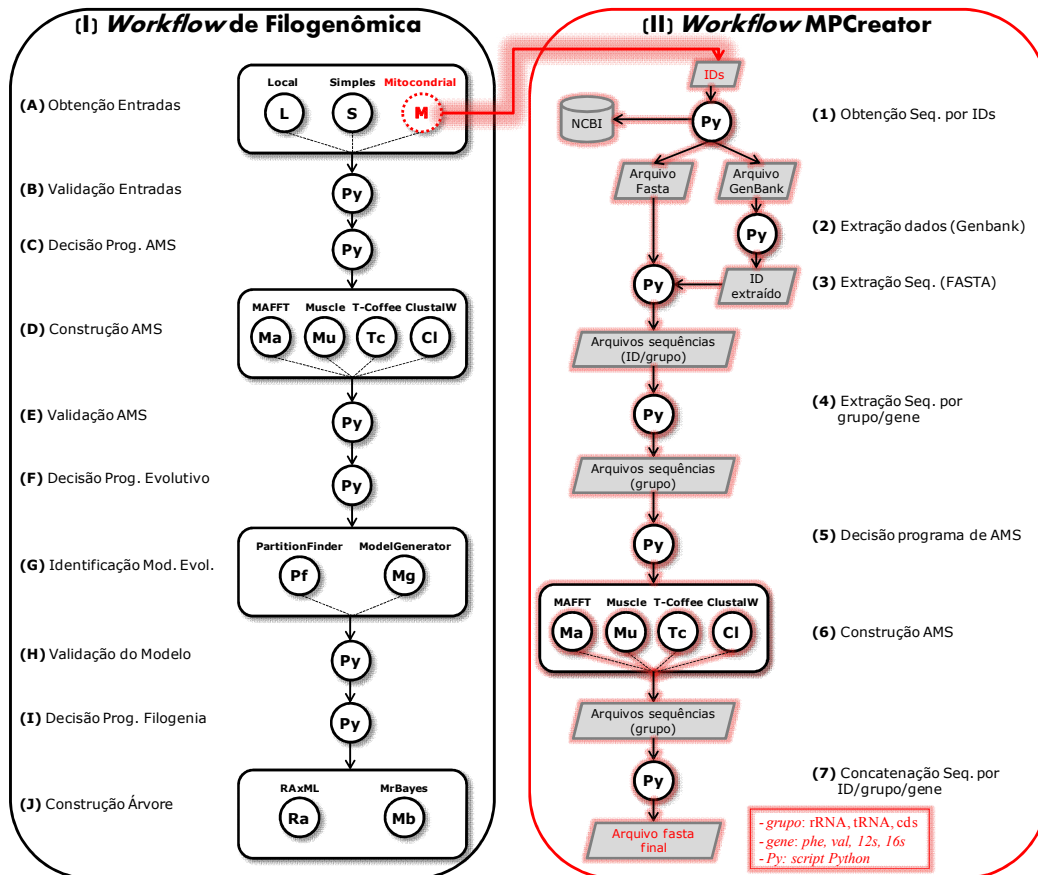 (I) Workflow de Filogenômica
Local Simples Mitocondrial
(A) Obtenção Entradas
L S M
(B) Validação Entradas
Py
(C) Decisão Prog. AMS
Py
MAFFT Muscle T-Coffee ClustalW
(D) Construção AMS
Ma Mu Tc Cl
(E) Validação AMS
Py
(F) Decisão Prog. Evolutivo
Py
PartitionFinder ModelGenerator
(G) Identificação Mod. Evol.
Pf Mg
(H) Validação do Modelo
Py
(I) Decisão Prog. Filogenia
Py
RAxML MrBayes
(J) Construção Árvore
Ra Mb
(II) Workflow MPCreator
IDs
NCBI
Py
(1) Obtenção Seq. por IDs
Arquivo
Fasta
Arquivo
GenBank
Py
(2) Extração dados (Genbank)
Py
ID
extraído
(3) Extração Seq. (FASTA)
Arquivos sequências
(ID/grupo)
Py
(4) Extração Seq. por
grupo/gene
Arquivos sequências
(grupo)
Py
(5) Decisão programa de AMS
MAFFT Muscle T-Coffee ClustalW
Ma Mu Tc Cl
(6) Construção AMS
Arquivos sequências
(grupo)
Py
(7) Concatenação Seq. por
ID/grupo/gene
Arquivo fasta
final
- grupo: rRNA, tRNA, cds
- gene: phe, val, 12s, 16s
- Py: script Python